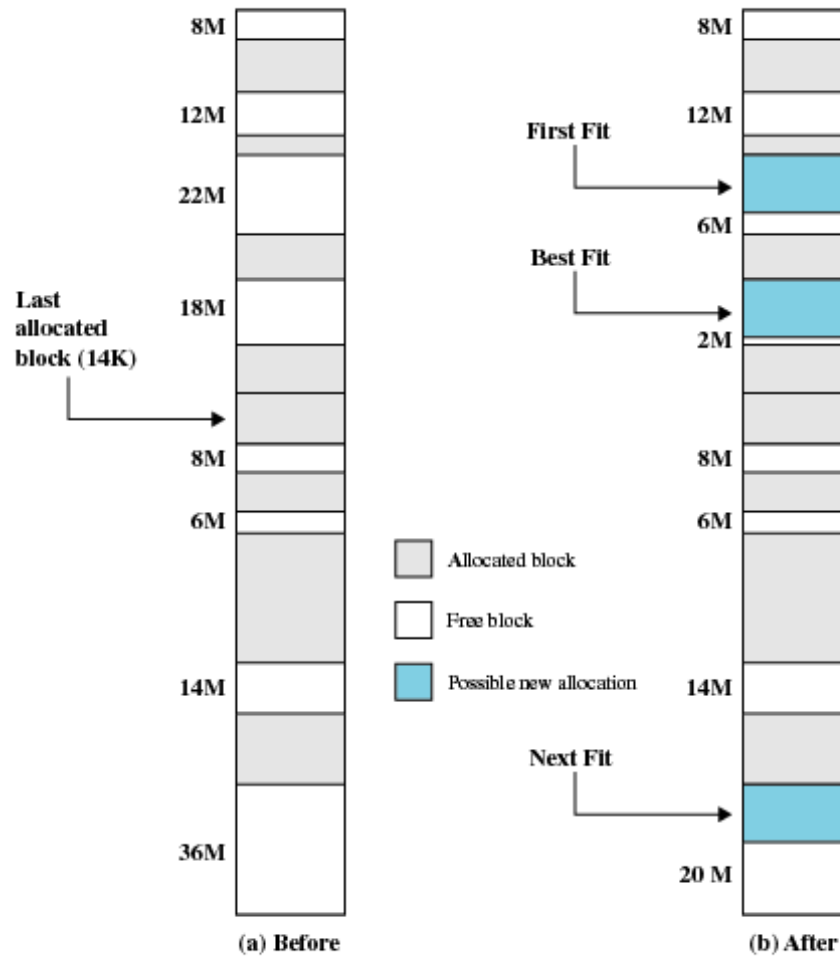 8M
12M
22M
18M
Last
allocated
block (14K)
8M
6M
14M
36M
(a) Before
Allocated block
Free block
Possible new allocation
8M
12M
First Fit
6M
Best Fit
2M
8M
6M
14M
Next Fit
20 M
(b) After